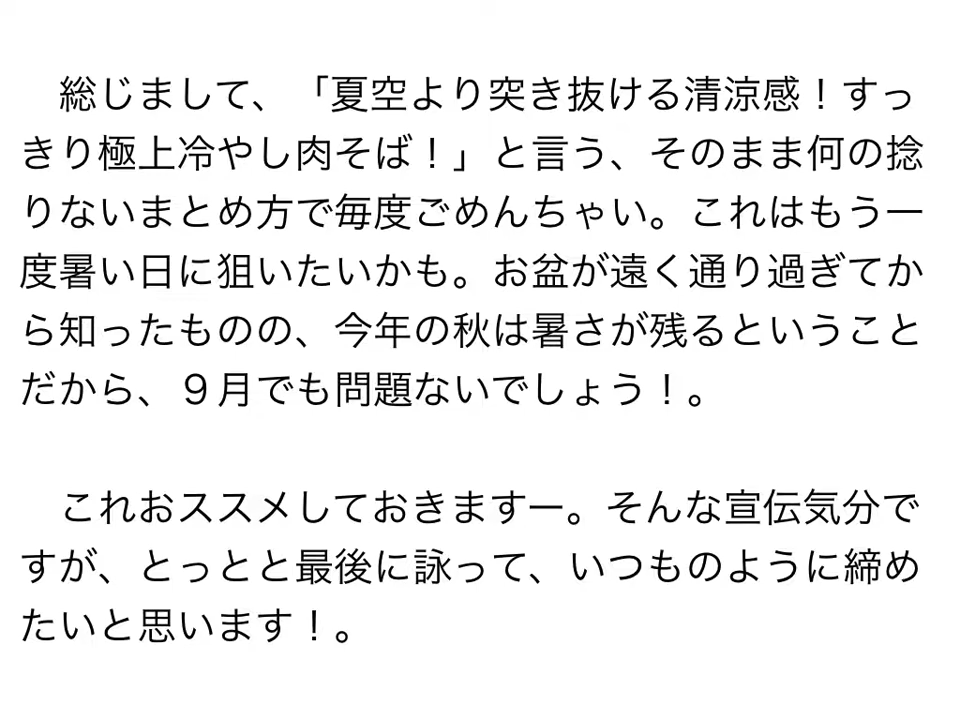 総じまして、「夏空より突き抜ける清涼感！すっ
きり極上冷やし肉そば！」と言う、そのまま何の捻
りないまとめ方で毎度ごめんちゃい。これはもう一
度暑い日に狙いたいかも。お盆が遠く通り過ぎてか
ら知ったものの、今年の秋は暑さが残るということ
だから、９月でも問題ないでしょう！。
　これおススメしておきますー。そんな宣伝気分で
すが、とっとと最後に詠って、いつものように締め
たいと思います！。